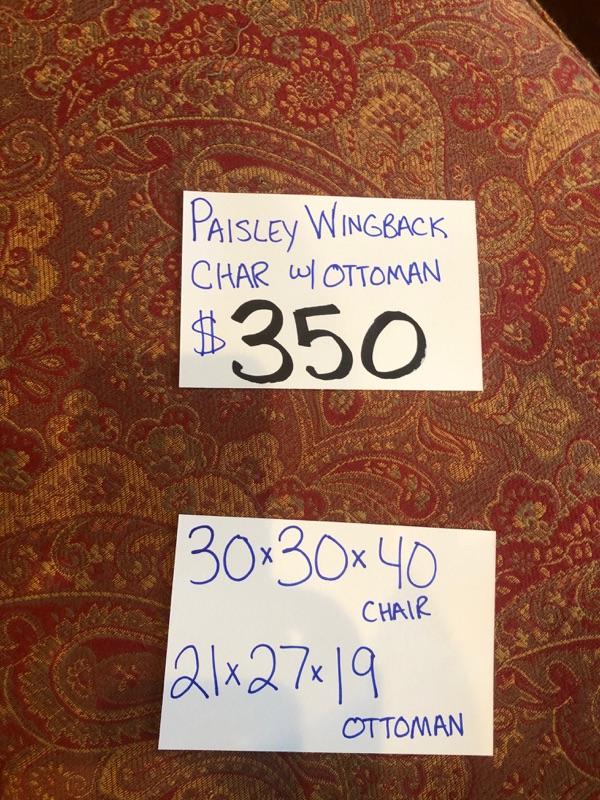 PAISLEY WINGBACK
CHAR W/ OTTOMAN
$350
30x30x40
CHAIR
21x27x19
OTTOMAN